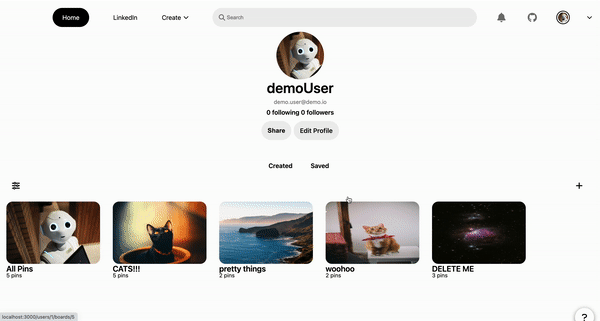 Home LinkedIn Create Search
demoUser
demo.user@demo.io
0 following 0 followers
Share Edit Profile
Created Saved
All Pins CATS!!! pretty things woohoo DELETE ME
5 pins 5 pins 2 pins 2 pins 3 pins
localhost:3000/users/1/boards/5
?